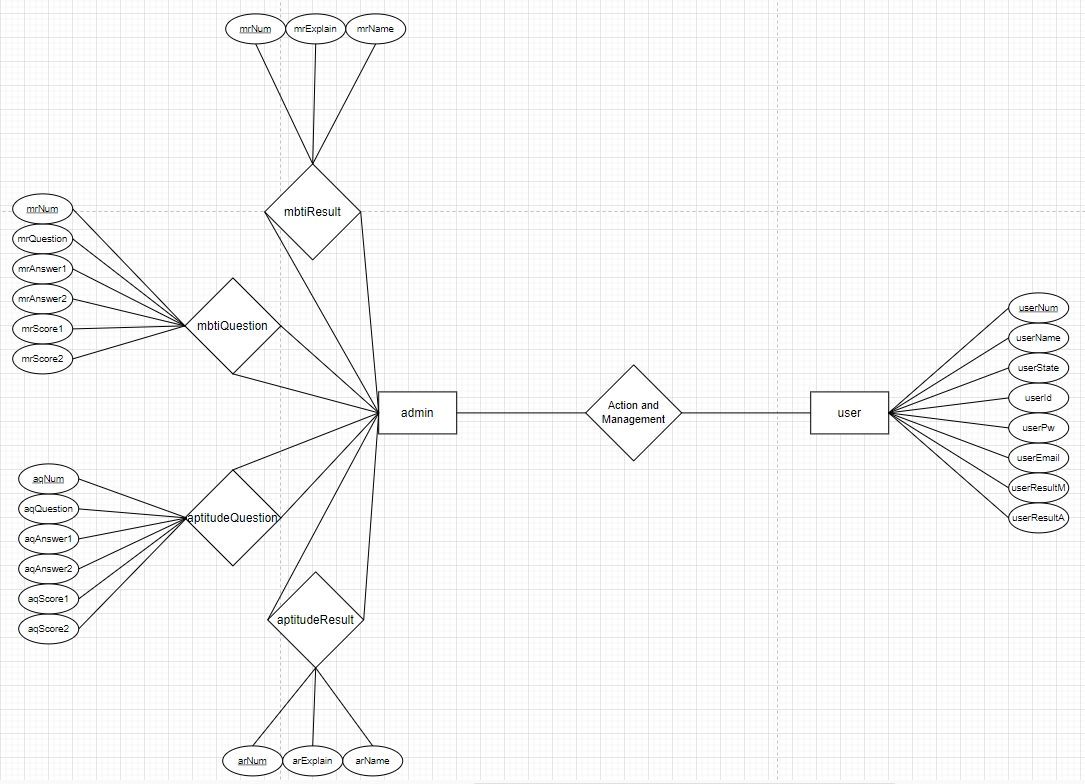 mrNum
mrExplain
mrName
mbtiResult
mrNum
mrQuestion
mrAnswer1
mrAnswer2
mrScore1
mrScore2
mbtiQuestion
admin
Action and
Management
user
userNum
userName
userState
userId
userPw
userEmail
userResultM
userResultA
aqNum
aqQuestion
aqAnswer1
aqAnswer2
aqScore1
aqScore2
aptitudeQuestion
aptitudeResult
arNum
arExplain
arName